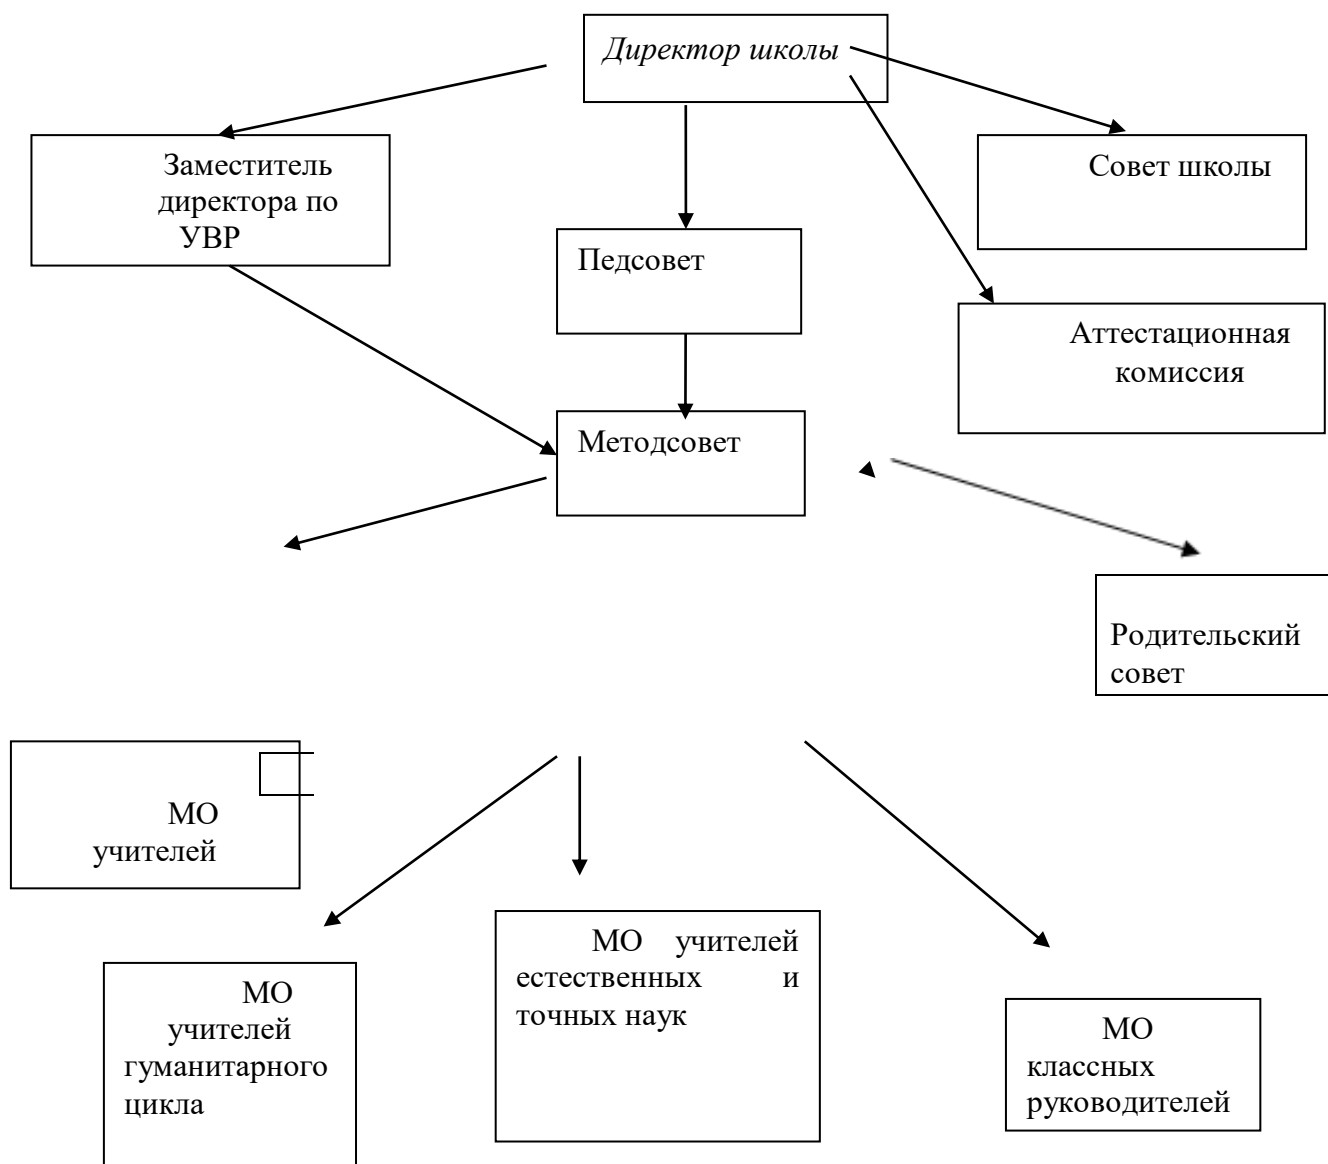 Директор школы
Заместитель
директора по
УВР
Совет школы
Педсовет
Аттестационная
комиссия
Методсовет
Родительский
совет
МО
учителей
МО учителей
естественных и
точных наук
МО
учителей
гуманитарного
цикла
МО
классных
руководителей